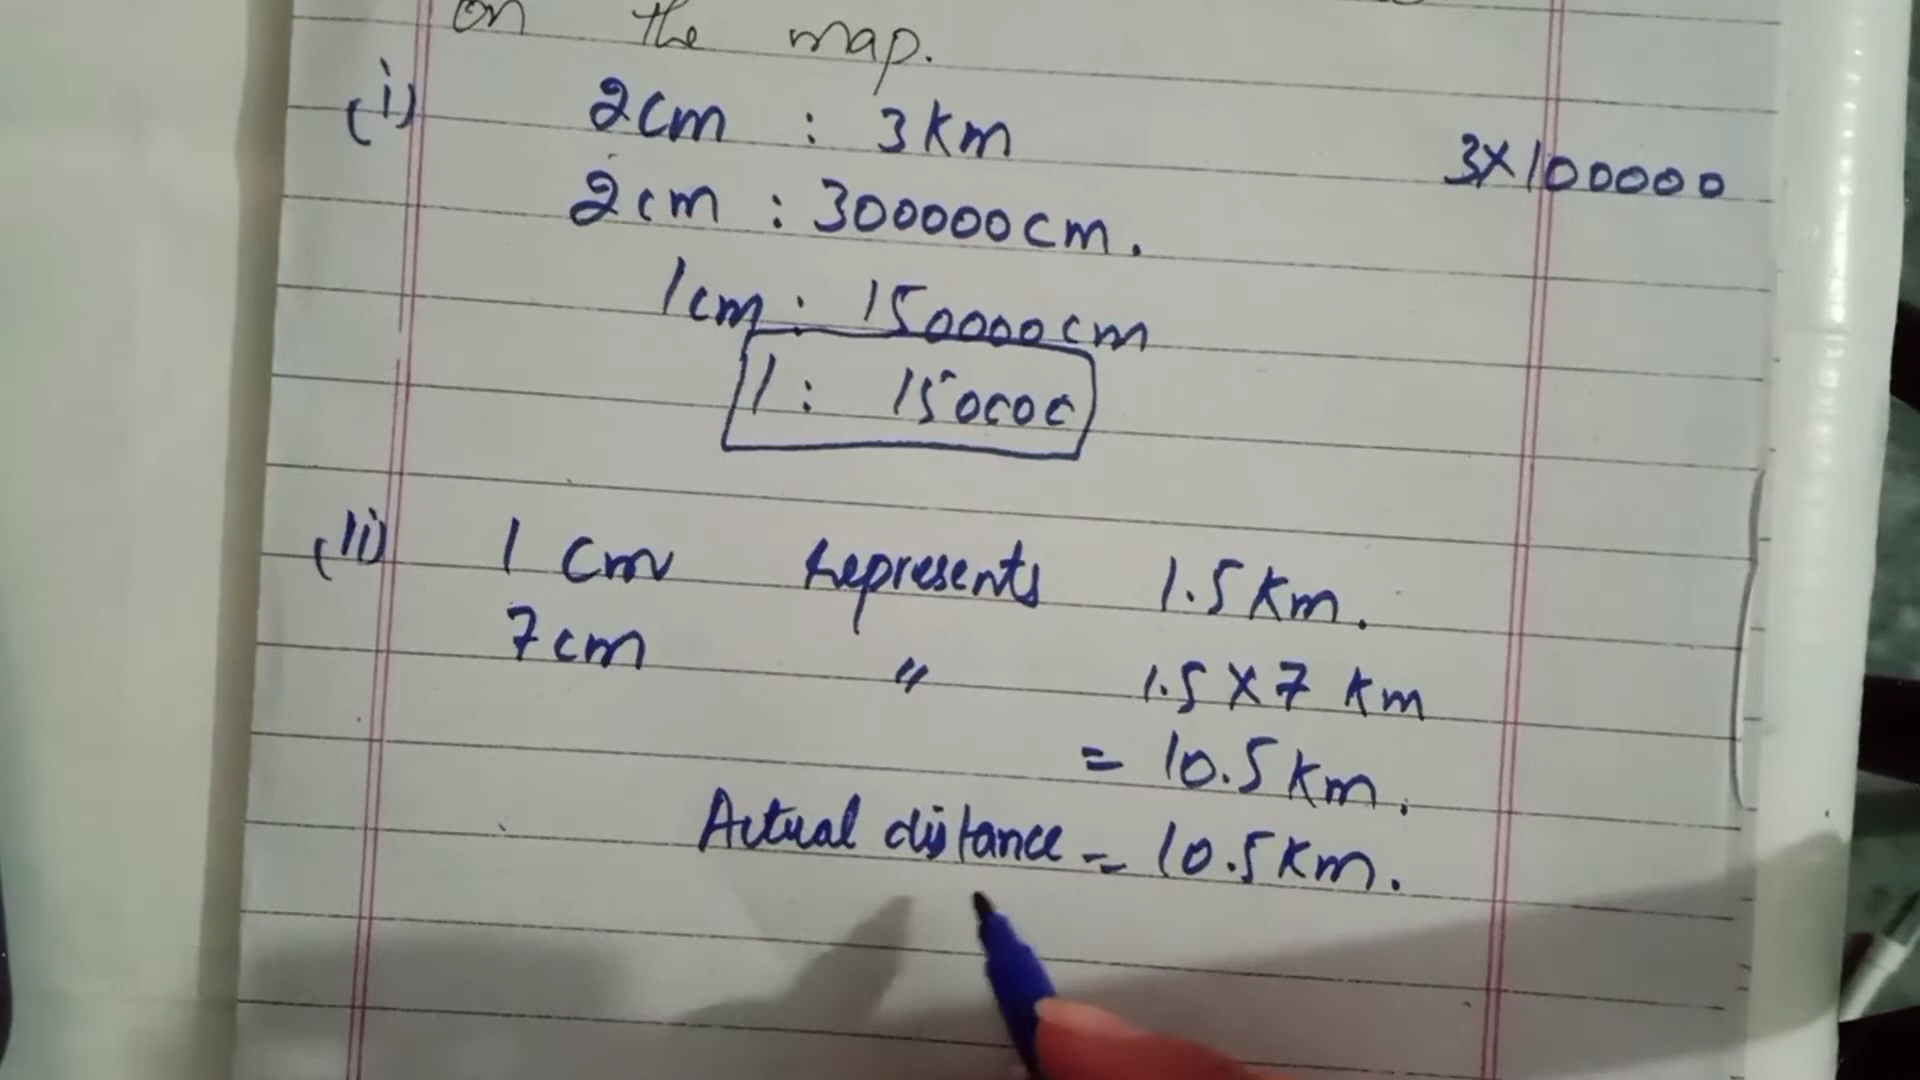 on the map.
(i) 2cm : 3km 3×100000
2cm : 300000cm.
1cm : 150000cm
1 : 150000
(ii) 1 cm represents 1.5km.
7cm " 1.5×7 km
= 10.5km.
Actual distance = 10.5km.